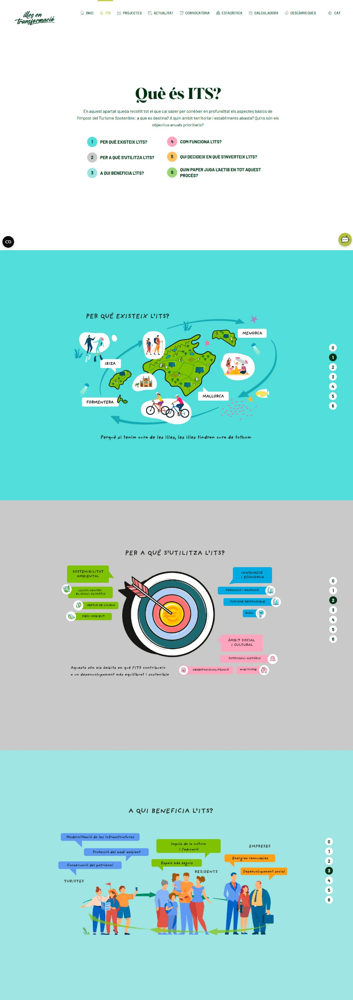 illes en
transformació
INICI
ITS
PROJECTES
ACTUALITAT
CONVOCATÒRIA
ESTADÍSTICA
CALCULADORA
DESCÀRREGUES
CAT
Què és ITS?
En aquest apartat queda recollit tot el que cal saber per conèixer en profunditat els aspectes bàsics de
l'Impost del Turisme Sostenible: a què es destina? A quin àmbit territorial i establiments abasta? Quins són els
objectius anuals prioritaris?
1 PER QUÈ EXISTEIX L'ITS?
2 PER A QUÈ S'UTILITZA L'ITS?
3 A QUI BENEFICIA L'ITS?
4 COM FUNCIONA L'ITS?
5 QUI DECIDEIX EN QUÈ S'INVERTEIX L'ITS?
6 QUIN PAPER JUGA L'AETIB EN TOT AQUEST
PROCÉS?
PER QUÈ EXISTEIX L'ITS?
MENORCA
IBIZA
MALLORCA
FORMENTERA
Perquè si tenim cura de les illes, les illes tindran cura de tothom
0
1
2
3
4
5
6
PER A QUÈ S'UTILITZA L'ITS?
SOSTENIBILITAT
AMBIENTAL
LLUITA CONTRA
EL CANVI CLIMÀTIC
GESTIÓ DE L'AIGUA
MEDI AMBIENT
INNOVACIÓ
I ECONOMIA
FORMACIÓ I OCUPACIÓ
TURISME RESPONSABLE
R+D+I
€
ÀMBIT SOCIAL
I CULTURAL
PATRIMONI HISTÒRIC
DESESTACIONALITZACIÓ
HABITATGE
Aquests són els àmbits en què l'ITS contribueix
a un desenvolupament més equilibrat i sostenible
0
1
2
3
4
5
6
A QUI BENEFICIA L'ITS?
Modernització de les infraestructures
Protecció del medi ambient
Conservació del patrimoni
TURISTES
Impuls de la cultura
i l'educació
Espais més segurs
RESIDENTS
EMPRESES
Energies renovables
Desenvolupament social
0
1
2
3
4
5
6